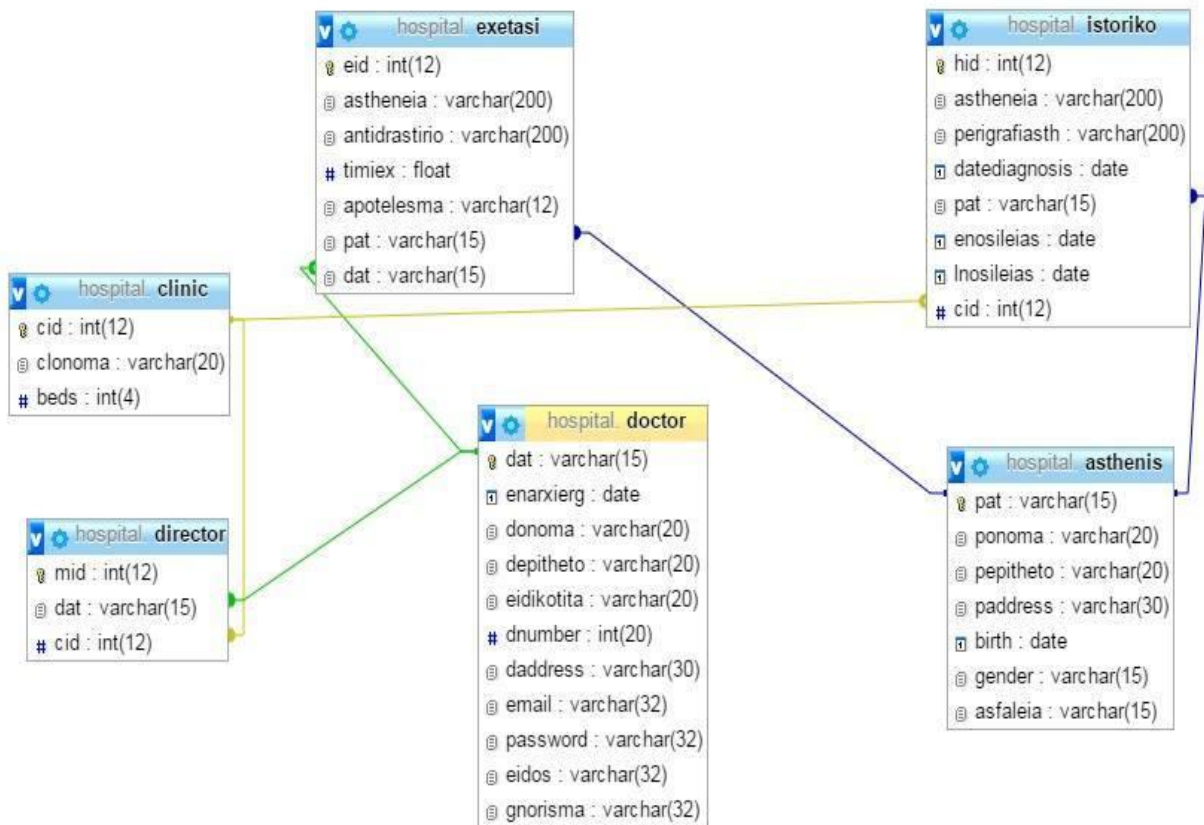 hospital. exetasi
eid : int(12)
astheneia : varchar(200)
antidrastirio : varchar(200)
# timiex : float
apotelesma : varchar(12)
pat : varchar(15)
dat : varchar(15)
hospital. istoriko
hid : int(12)
astheneia : varchar(200)
perigrafiasth : varchar(200)
datediagnosis : date
pat : varchar(15)
enosileias : date
lnosileias : date
# cid : int(12)
hospital. clinic
cid : int(12)
clonoma : varchar(20)
# beds : int(4)
hospital. doctor
dat : varchar(15)
enarxierg : date
donoma : varchar(20)
depitheto : varchar(20)
eidikotita : varchar(20)
# dnumber : int(20)
daddress : varchar(30)
email : varchar(32)
password : varchar(32)
eidos : varchar(32)
gnorisma : varchar(32)
hospital. director
mid : int(12)
dat : varchar(15)
# cid : int(12)
hospital. asthenis
pat : varchar(15)
ponoma : varchar(20)
pepitheto : varchar(20)
paddress : varchar(30)
birth : date
gender : varchar(15)
asfaleia : varchar(15)